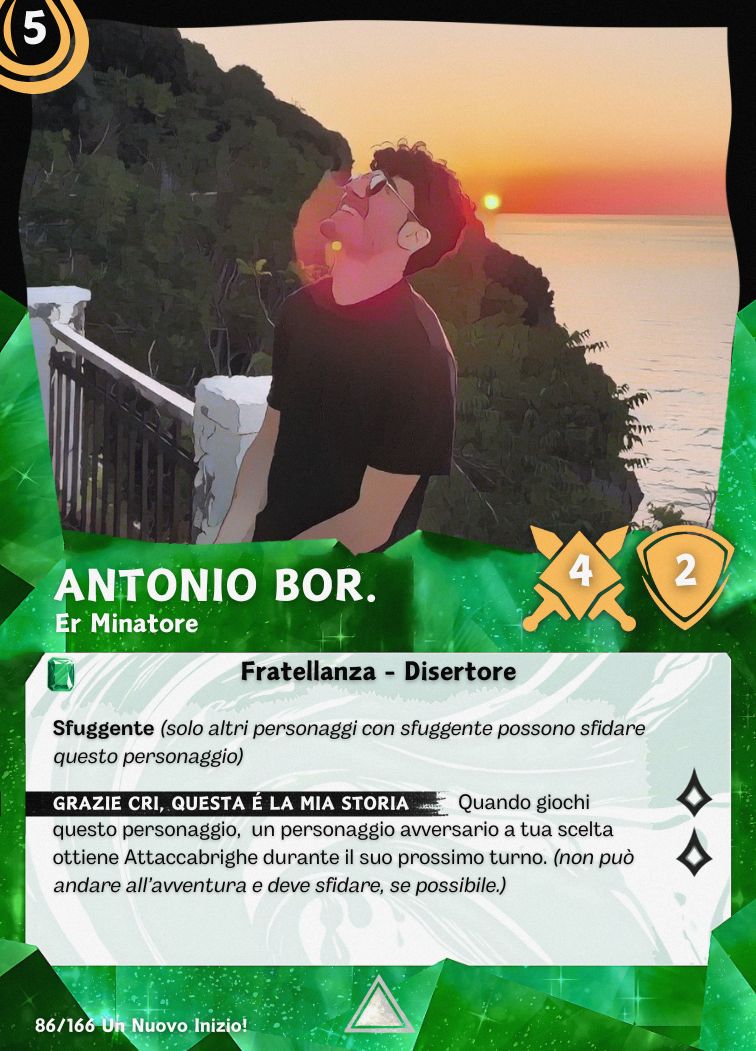 5
ANTONIO BOR.
Er Minatore
4
2
Fratellanza - Disertore
Sfuggente (solo altri personaggi con sfuggente possono sfidare
questo personaggio)
GRAZIE CRI, QUESTA É LA MIA STORIA Quando giochi
questo personaggio, un personaggio avversario a tua scelta
ottiene Attaccabrighe durante il suo prossimo turno. (non può
andare all'avventura e deve sfidare, se possibile.)
86/166 Un Nuovo Inizio!